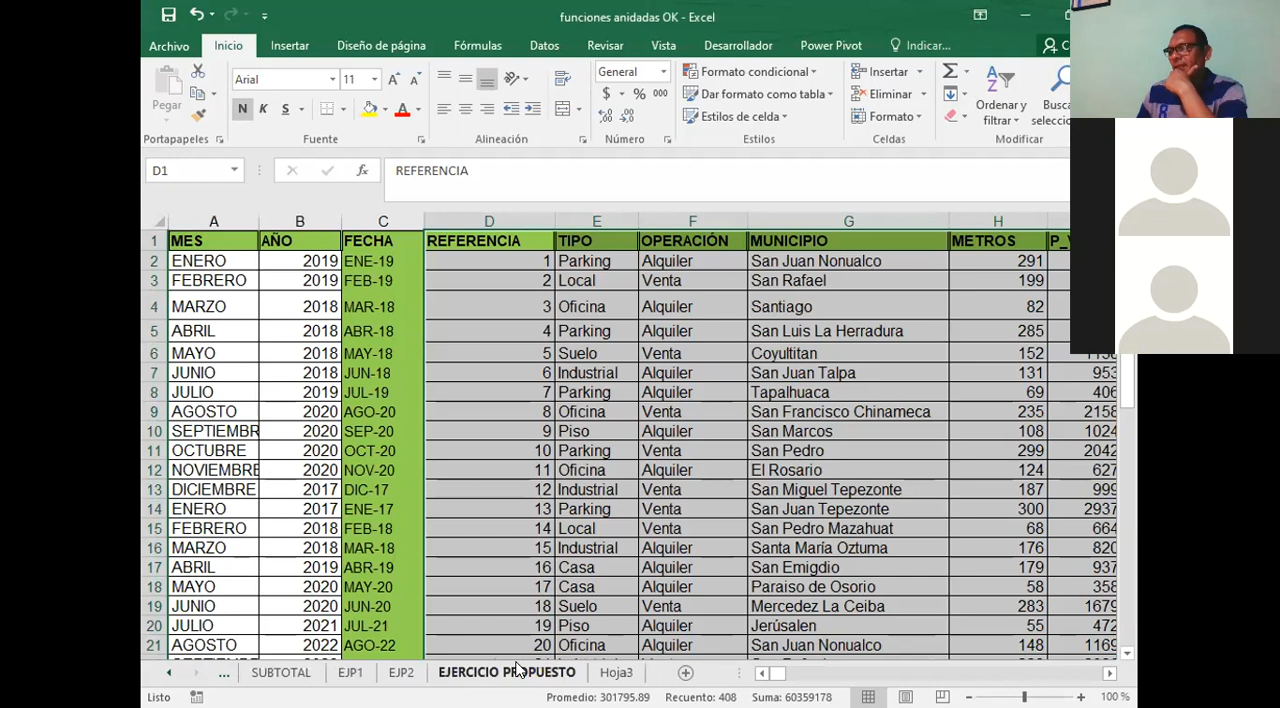 funciones anidadas OK - Excel
Archivo Inicio Insertar Diseño de página Fórmulas Datos Revisar Vista Desarrollador Power Pivot Indicar...
Pegar
Arial 11
N K S
General
$ % 000
Formato condicional
Dar formato como tabla
Estilos de celda
Insertar
Eliminar
Formato
Ordenar y filtrar
Portapapeles Fuente Alineación Número Estilos Celdas Modificar
D1 fx REFERENCIA
A B C D E F G H
1 MES AÑO FECHA REFERENCIA TIPO OPERACIÓN MUNICIPIO METROS
2 ENERO 2019 ENE-19 1 Parking Alquiler San Juan Nonualco 291
3 FEBRERO 2019 FEB-19 2 Local Venta San Rafael 199
4 MARZO 2018 MAR-18 3 Oficina Alquiler Santiago 82
5 ABRIL 2018 ABR-18 4 Parking Alquiler San Luis La Herradura 285
6 MAYO 2018 MAY-18 5 Suelo Venta Coyultitan 152
7 JUNIO 2018 JUN-18 6 Industrial Alquiler San Juan Talpa 131 953
8 JULIO 2019 JUL-19 7 Parking Venta Tapalhuaca 69 406
9 AGOSTO 2020 AGO-20 8 Oficina Venta San Francisco Chinameca 235 2158
10 SEPTIEMBR 2020 SEP-20 9 Piso Alquiler San Marcos 108 1024
11 OCTUBRE 2020 OCT-20 10 Parking Venta San Pedro 299 2042
12 NOVIEMBRE 2020 NOV-20 11 Oficina Alquiler El Rosario 124 627
13 DICIEMBRE 2017 DIC-17 12 Industrial Venta San Miguel Tepezonte 187 999
14 ENERO 2017 ENE-17 13 Parking Venta San Juan Tepezonte 300 2937
15 FEBRERO 2018 FEB-18 14 Local Venta San Pedro Mazahuat 68 664
16 MARZO 2018 MAR-18 15 Industrial Alquiler Santa María Oztuma 176 820
17 ABRIL 2019 ABR-19 16 Casa Alquiler San Emigdio 179 937
18 MAYO 2020 MAY-20 17 Casa Alquiler Paraiso de Osorio 58 358
19 JUNIO 2020 JUN-20 18 Suelo Venta Mercedez La Ceiba 283 1679
20 JULIO 2021 JUL-21 19 Piso Alquiler Jerúsalen 55 472
21 AGOSTO 2022 AGO-22 20 Oficina Alquiler San Juan Nonualco 148 1169
... SUBTOTAL EJP1 EJP2 EJERCICIO PROPUESTO Hoja3
Listo Promedio: 301795.89 Recuento: 408 Suma: 60359178 100 %